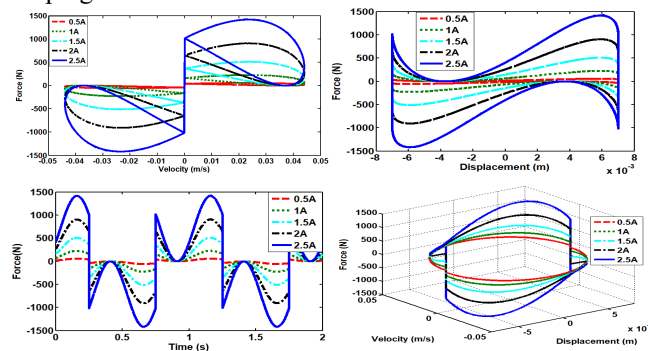 1500
1000
500
0
-500
-1000
1500
-0.05 -0.04 -0.03 -0.02 -0.01 0 0.01 0.02 0.03 0.04 0.05
Velocity (m/s)
Force (N)
0.5A
1A
1.5A
2A
2.5A
1500
1000
500
0
-500
-1000
-1500
-8 -6 -4 -2 0 2 4 6 8
x 10⁻³
Displacement (m)
Force (N)
0.5A
1A
1.5A
2A
2.5A
1500
1000
500
0
-500
-1000
-1500
0 0.5 1 1.5 2
Time (s)
Force(N)
0.5A
1A
1.5A
2A
2.5A
1500
1000
500
0
-500
-1000
-1500
0.05 0 -0.05
Velocity (m/s)
-5 0 5
x 10
Displacement (m)
Force (N)
0.5A
1A
1.5A
2A
2.5A